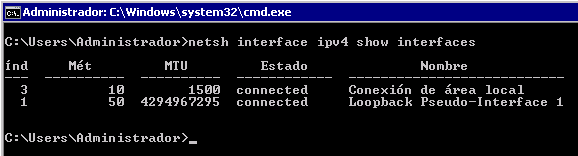 Administrador: C:\Windows\system32\cmd.exe
C:\Users\Administrador>netsh interface ipv4 show interfaces
Índ Mét MTU Estado Nombre
--- ---------- ---------- ------------ ---------------------------
3 10 1500 connected Conexión de área local
1 50 4294967295 connected Loopback Pseudo-Interface 1
C:\Users\Administrador>_